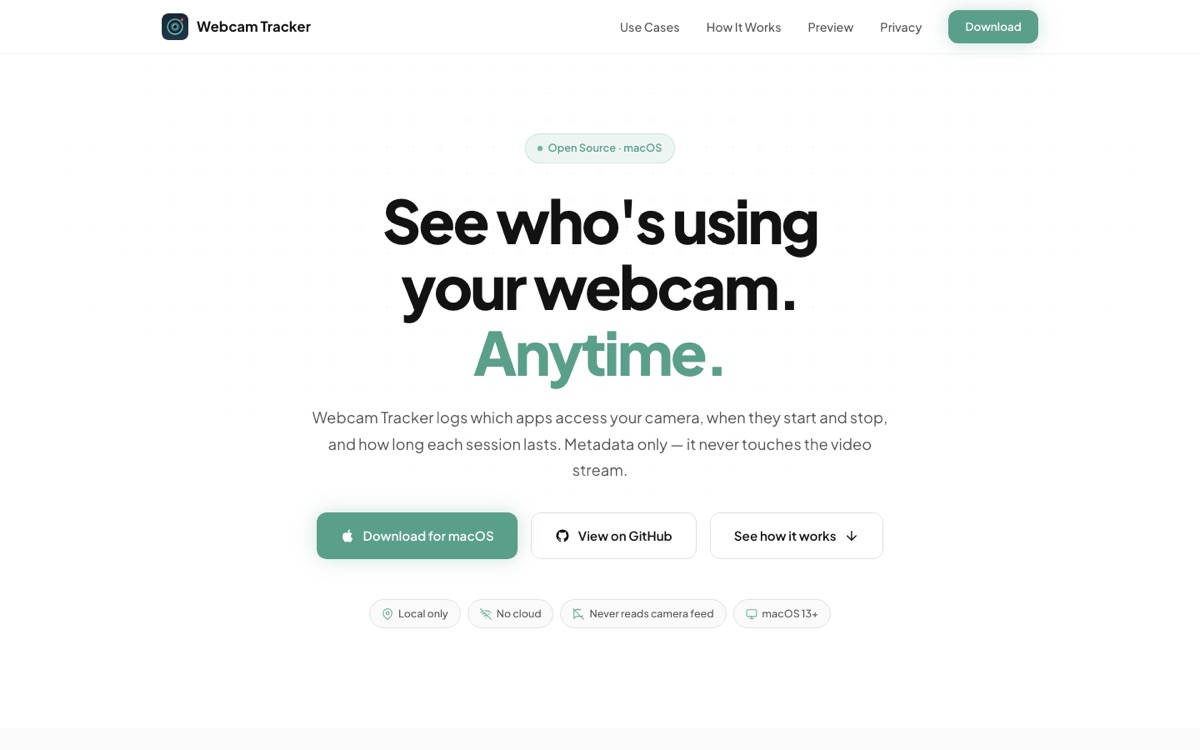 Webcam Tracker
Use Cases
How It Works
Preview
Privacy
Download
Open Source · macOS
See who's using
your webcam.
Anytime.
Webcam Tracker logs which apps access your camera, when they start and stop,
and how long each session lasts. Metadata only — it never touches the video
stream.
Download for macOS
View on GitHub
See how it works ↓
Local only
No cloud
Never reads camera feed
macOS 13+